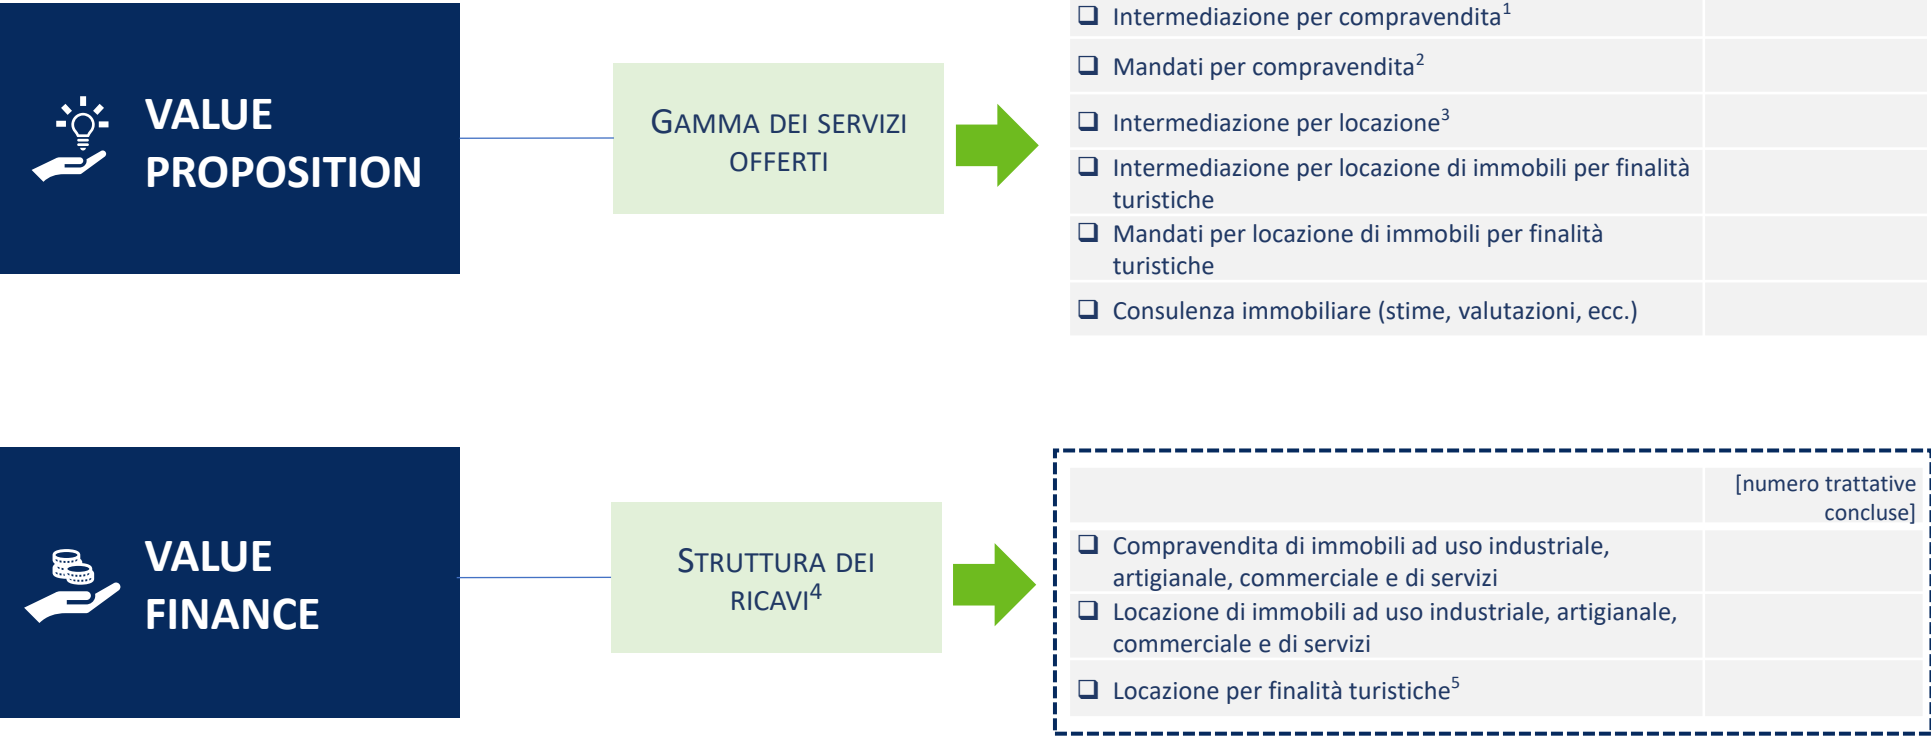 VALUE
PROPOSITION
GAMMA DEI SERVIZI
OFFERTI
Intermediazione per compravendita1
Mandati per compravendita2
Intermediazione per locazione3
Intermediazione per locazione di immobili per finalità
turistiche
Mandati per locazione di immobili per finalità
turistiche
Consulenza immobiliare (stime, valutazioni, ecc.)
VALUE
FINANCE
STRUTTURA DEI
RICAVI4
[numero trattative
concluse]
Compravendita di immobili ad uso industriale,
artigianale, commerciale e di servizi
Locazione di immobili ad uso industriale, artigianale,
commerciale e di servizi
Locazione per finalità turistiche5